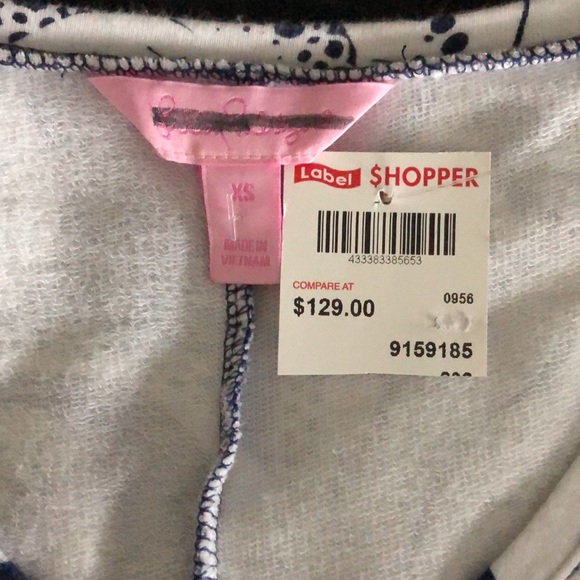 XS
MADE IN
VIETNAM
Label $HOPPER
433383385653
COMPARE AT
0956
$129.00
9159185